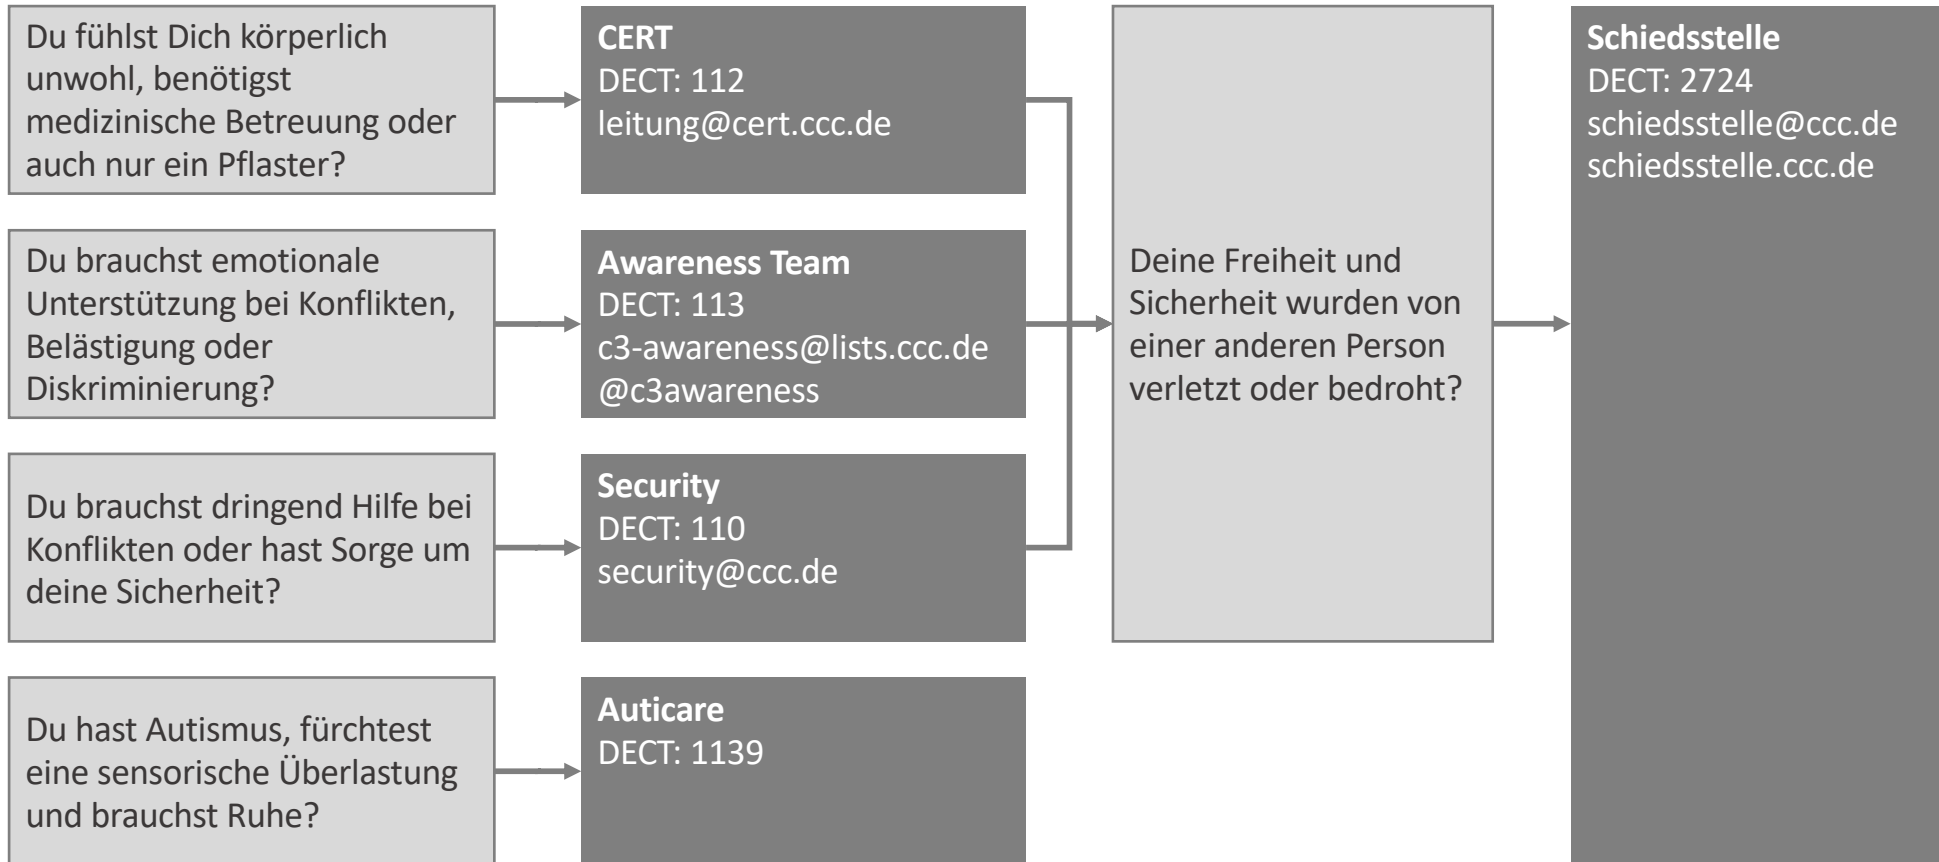 Du fühlst Dich körperlich
unwohl, benötigst
medizinische Betreuung oder
auch nur ein Pflaster?
CERT
DECT: 112
leitung@cert.ccc.de
Du brauchst emotionale
Unterstützung bei Konflikten,
Belästigung oder
Diskriminierung?
Awareness Team
DECT: 113
c3-awareness@lists.ccc.de
@c3awareness
Du brauchst dringend Hilfe bei
Konflikten oder hast Sorge um
deine Sicherheit?
Security
DECT: 110
security@ccc.de
Du hast Autismus, fürchtest
eine sensorische Überlastung
und brauchst Ruhe?
Auticare
DECT: 1139
Deine Freiheit und
Sicherheit wurden von
einer anderen Person
verletzt oder bedroht?
Schiedsstelle
DECT: 2724
schiedsstelle@ccc.de
schiedsstelle.ccc.de